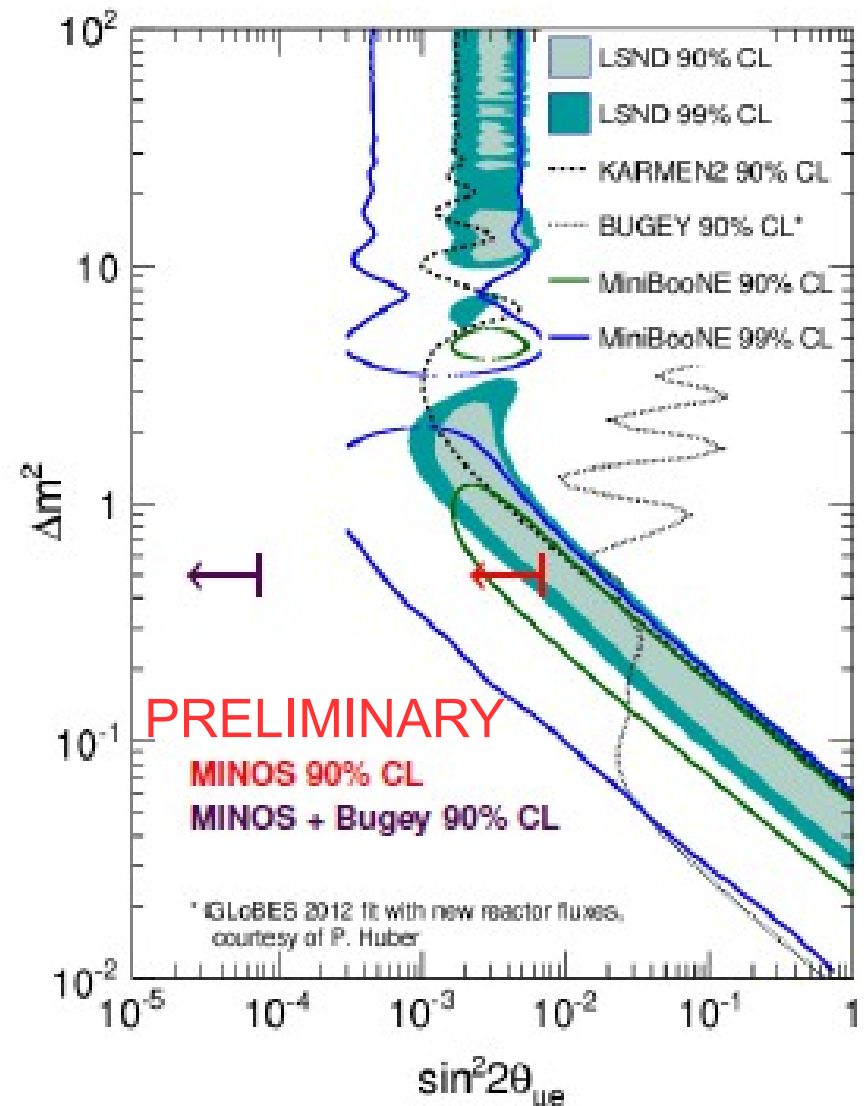 10²
LSND 90% CL
LSND 99% CL
KARMEN2 90% CL
BUGEY 90% CL*
10
MiniBooNE 90% CL
MiniBooNE 99% CL
Δm²
1
PRELIMINARY
10⁻¹
MINOS 90% CL
MINOS + Bugey 90% CL
* GLoBES 2012 fit with new reactor fluxes,
courtesy of P. Huber
10⁻²
10⁻⁵ 10⁻⁴ 10⁻³ 10⁻² 10⁻¹ 1
sin²2θ_μe